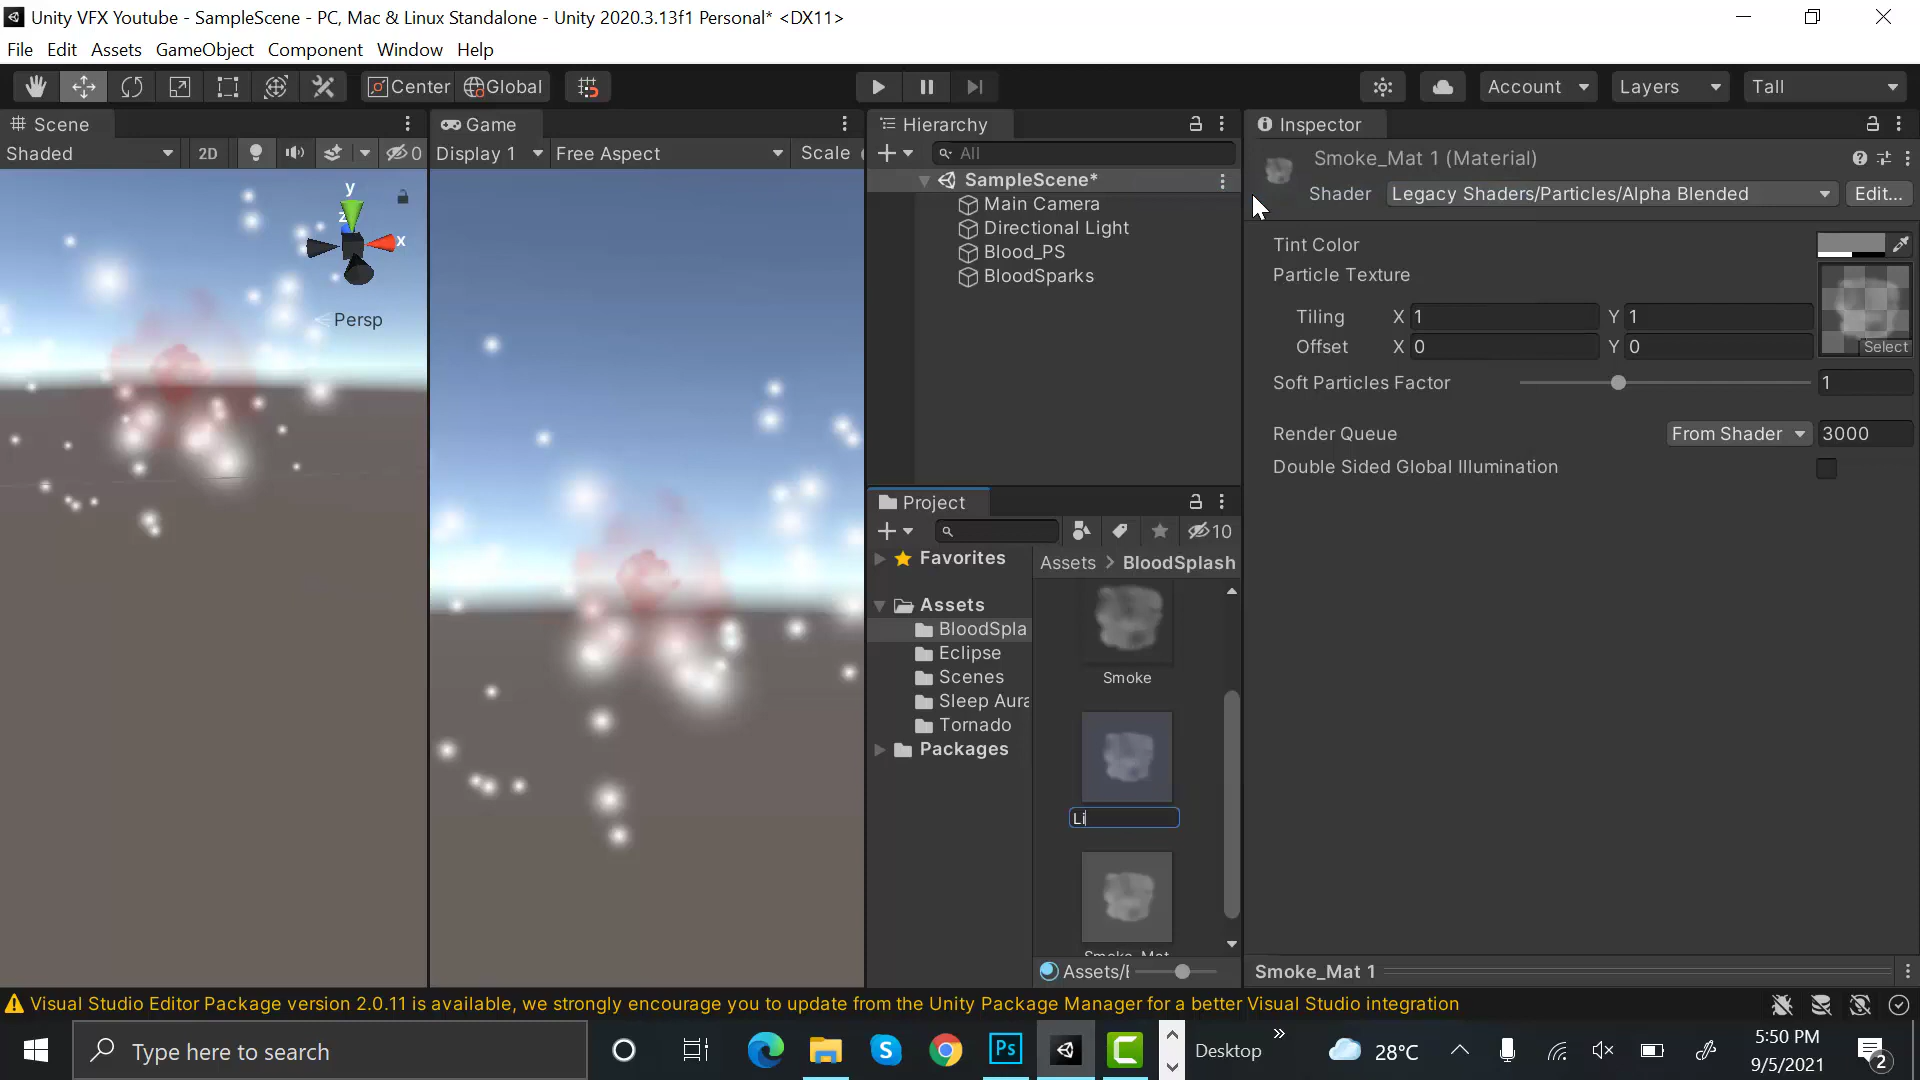 Unity VFX Youtube - SampleScene - PC, Mac & Linux Standalone - Unity 2020.3.13f1 Personal* <DX11>
File Edit Assets GameObject Component Window Help
Center Global Account Layers Tall
Scene Game Hierarchy Inspector
Shaded 2D 0 Display 1 Free Aspect Scale All
Smoke_Mat 1 (Material)
Shader Legacy Shaders/Particles/Alpha Blended Edit...
SampleScene*
Main Camera
Directional Light
Blood_PS
BloodSparks
y
z
x
Persp
Tint Color
Particle Texture
Tiling X 1 Y 1
Offset X 0 Y 0
Select
Soft Particles Factor 1
Render Queue From Shader 3000
Double Sided Global Illumination
Project
10
Favorites
Assets
BloodSpla
Eclipse
Scenes
Sleep Aura
Tornado
Packages
Assets > BloodSplash
Smoke
Li
Smoke_Mat
Assets/
Smoke_Mat 1
Visual Studio Editor Package version 2.0.11 is available, we strongly encourage you to update from the Unity Package Manager for a better Visual Studio integration
Type here to search
Ps
Desktop
28°C
5:50 PM
9/5/2021
2